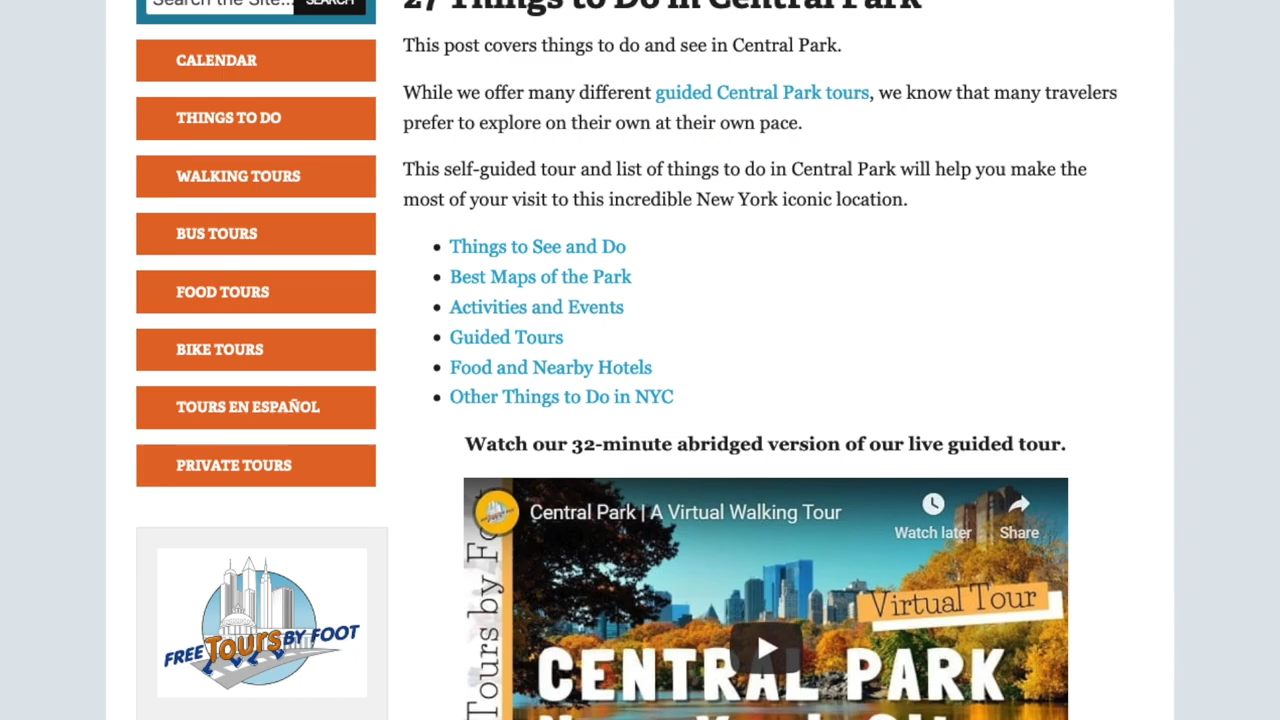 Search the Site... SEARCH
CALENDAR
THINGS TO DO
WALKING TOURS
BUS TOURS
FOOD TOURS
BIKE TOURS
TOURS EN ESPAÑOL
PRIVATE TOURS
FREE TOURS BY FOOT
27 Things to Do in Central Park
This post covers things to do and see in Central Park.
While we offer many different guided Central Park tours, we know that many travelers
prefer to explore on their own at their own pace.
This self-guided tour and list of things to do in Central Park will help you make the
most of your visit to this incredible New York iconic location.
• Things to See and Do
• Best Maps of the Park
• Activities and Events
• Guided Tours
• Food and Nearby Hotels
• Other Things to Do in NYC
Watch our 32-minute abridged version of our live guided tour.
Central Park | A Virtual Walking Tour
Watch later
Share
Tours by Foot
Virtual Tour
CENTRAL PARK
New York City